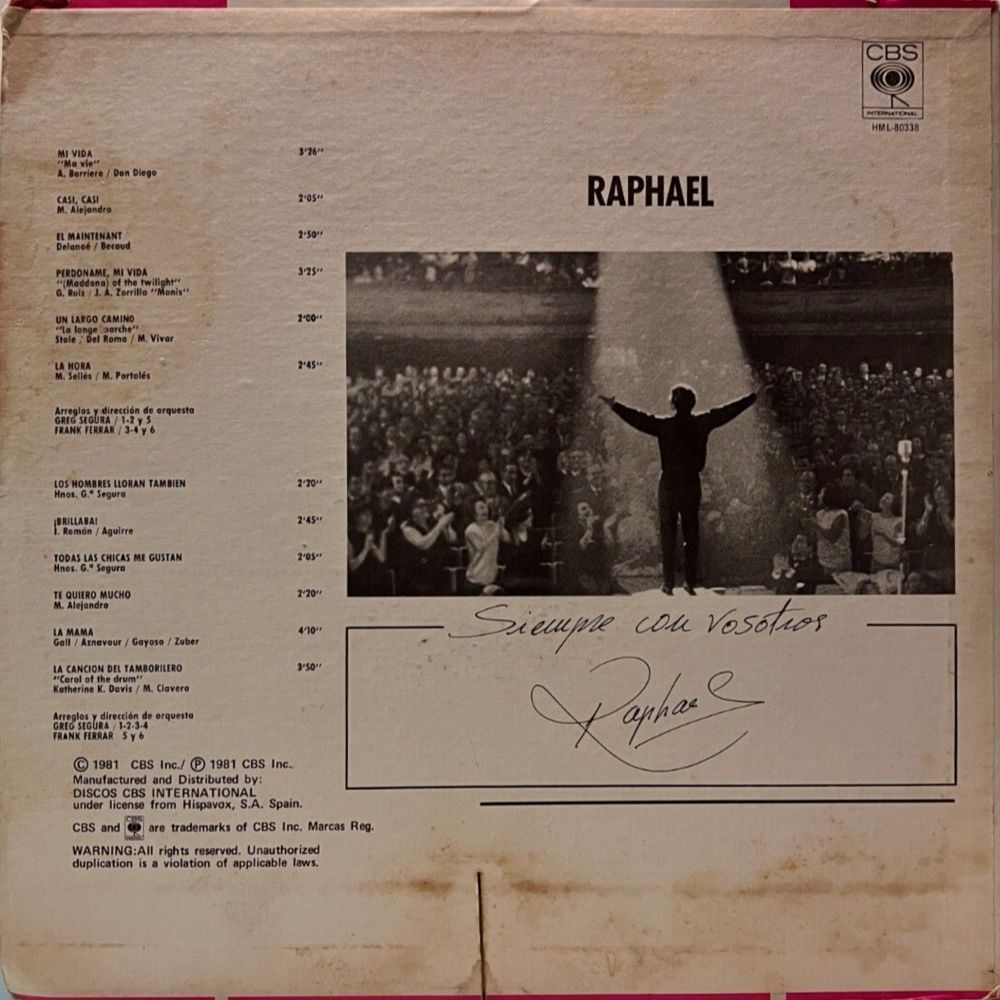 CBS
INTERNATIONAL
HML-80338
RAPHAEL
MI VIDA 3'26"
"Ma vie"
A. Barriere / Don Diego
CASI, CASI 2'05"
M. Alejandro
EL MAINTENANT 2'50"
Delanoé / Becaud
PERDONAME, MI VIDA 3'25"
"(Maddona) of the twilight"
G. Ruiz / J. A. Zorrilla "Monis"
UN LARGO CAMINO 2'00"
"La longe marche"
Stole / Del Roma / M. Vivar
LA HORA 2'45"
M. Sellés / M. Portolés
Arreglos y dirección de orquesta
GREG SEGURA / 1-2 y 5
FRANK FERRAR / 3-4 y 6
LOS HOMBRES LLORAN TAMBIEN 2'20"
Hnos. G.ª Segura
¡BRILLABA! 2'45"
I. Román / Aguirre
TODAS LAS CHICAS ME GUSTAN 2'05"
Hnos. G.ª Segura
TE QUIERO MUCHO 2'20"
M. Alejandro
LA MAMA 4'10"
Gall / Aznavour / Gayoso / Zuber
LA CANCION DEL TAMBORILERO 3'50"
"Carol of the drum"
Katherine K. Davis / M. Clavero
Arreglos y dirección de orquesta
GREG SEGURA / 1-2-3-4
FRANK FERRAR 5 y 6
Siempre con vosotros
Raphael
© 1981 CBS Inc./ ℗ 1981 CBS Inc..
Manufactured and Distributed by:
DISCOS CBS INTERNATIONAL
under license from Hispavox, S.A. Spain.
CBS and CBS are trademarks of CBS Inc. Marcas Reg.
WARNING:All rights reserved. Unauthorized
duplication is a violation of applicable laws.